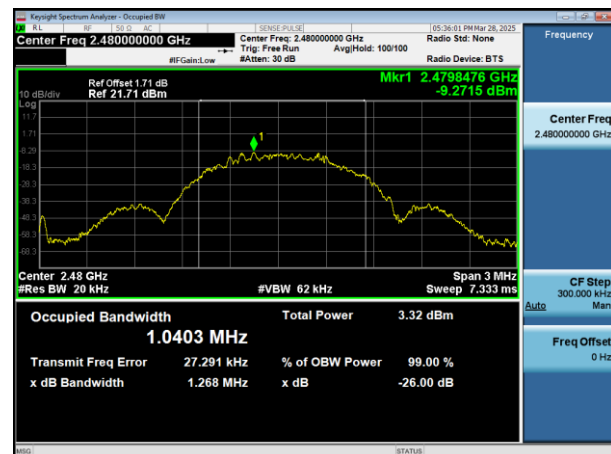 Keysight Spectrum Analyzer - Occupied BW
RL RF 50 Ω AC SENSE:PULSE 05:36:01 PM Mar 28, 2025
Center Freq 2.480000000 GHz
Center Freq: 2.480000000 GHz
Radio Std: None
Trig: Free Run Avg|Hold: 100/100
#IFGain:Low #Atten: 30 dB Radio Device: BTS
Ref Offset 1.71 dB
10 dB/div Ref 21.71 dBm
Mkr1 2.4798476 GHz
-9.2715 dBm
Log
11.7
1.71
-8.29
-18.3
-28.3
-38.3
-48.3
-58.3
-68.3
1
Center 2.48 GHz Span 3 MHz
#Res BW 20 kHz #VBW 62 kHz Sweep 7.333 ms
Occupied Bandwidth Total Power 3.32 dBm
1.0403 MHz
Transmit Freq Error 27.291 kHz % of OBW Power 99.00 %
x dB Bandwidth 1.268 MHz x dB -26.00 dB
MSG STATUS
Frequency
Center Freq
2.480000000 GHz
CF Step
300.000 kHz
Auto Man
Freq Offset
0 Hz